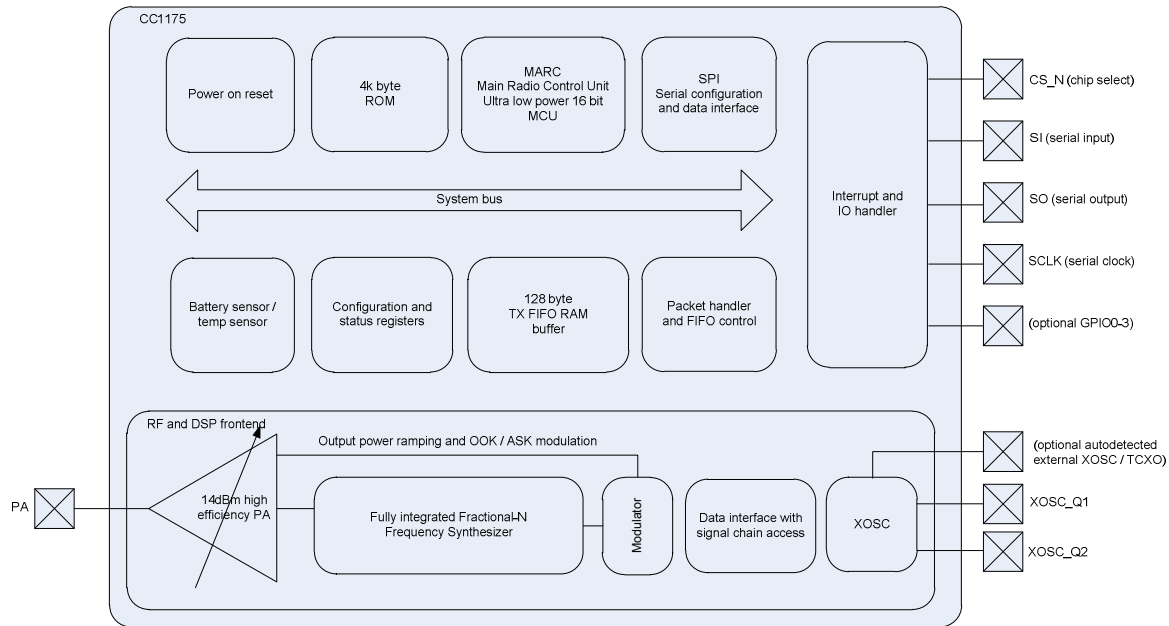 CC1175
Power on reset
4k byte
ROM
MARC
Main Radio Control Unit
Ultra low power 16 bit
MCU
SPI
Serial configuration
and data interface
System bus
Interrupt and
IO handler
CS_N (chip select)
SI (serial input)
SO (serial output)
SCLK (serial clock)
(optional GPIO0-3)
Battery sensor /
temp sensor
Configuration and
status registers
128 byte
TX FIFO RAM
buffer
Packet handler
and FIFO control
RF and DSP frontend
Output power ramping and OOK / ASK modulation
PA
14dBm high
efficiency PA
Fully integrated Fractional-N
Frequency Synthesizer
Modulator
Data interface with
signal chain access
XOSC
(optional autodetected
external XOSC / TCXO)
XOSC_Q1
XOSC_Q2